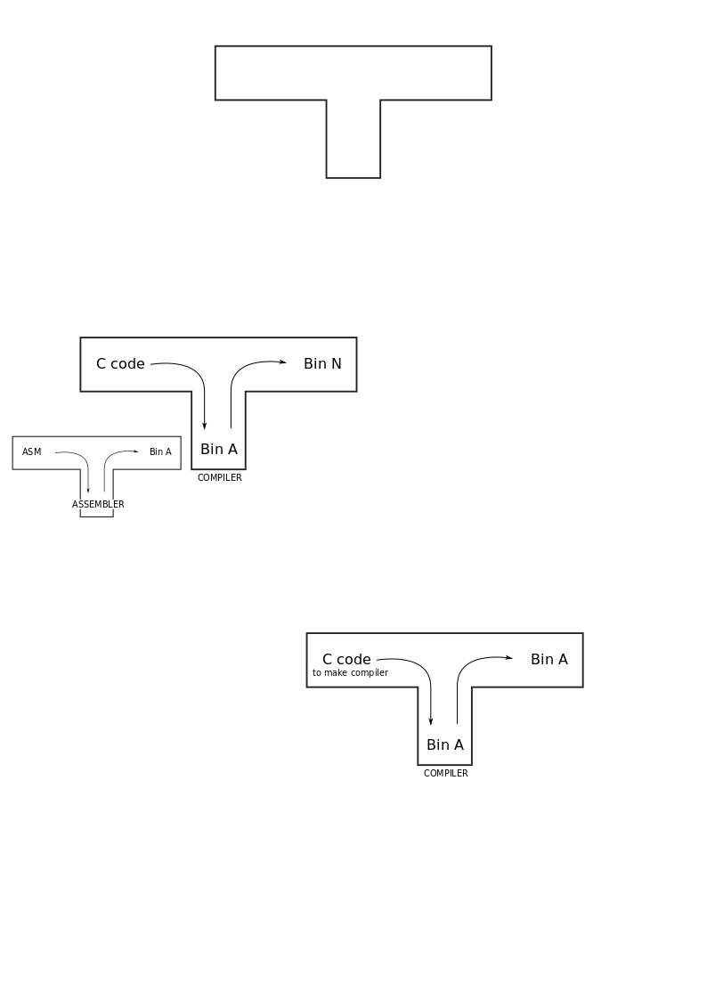 C code
Bin N
Bin A
COMPILER
ASM
Bin A
ASSEMBLER
C code
to make compiler
Bin A
Bin A
COMPILER